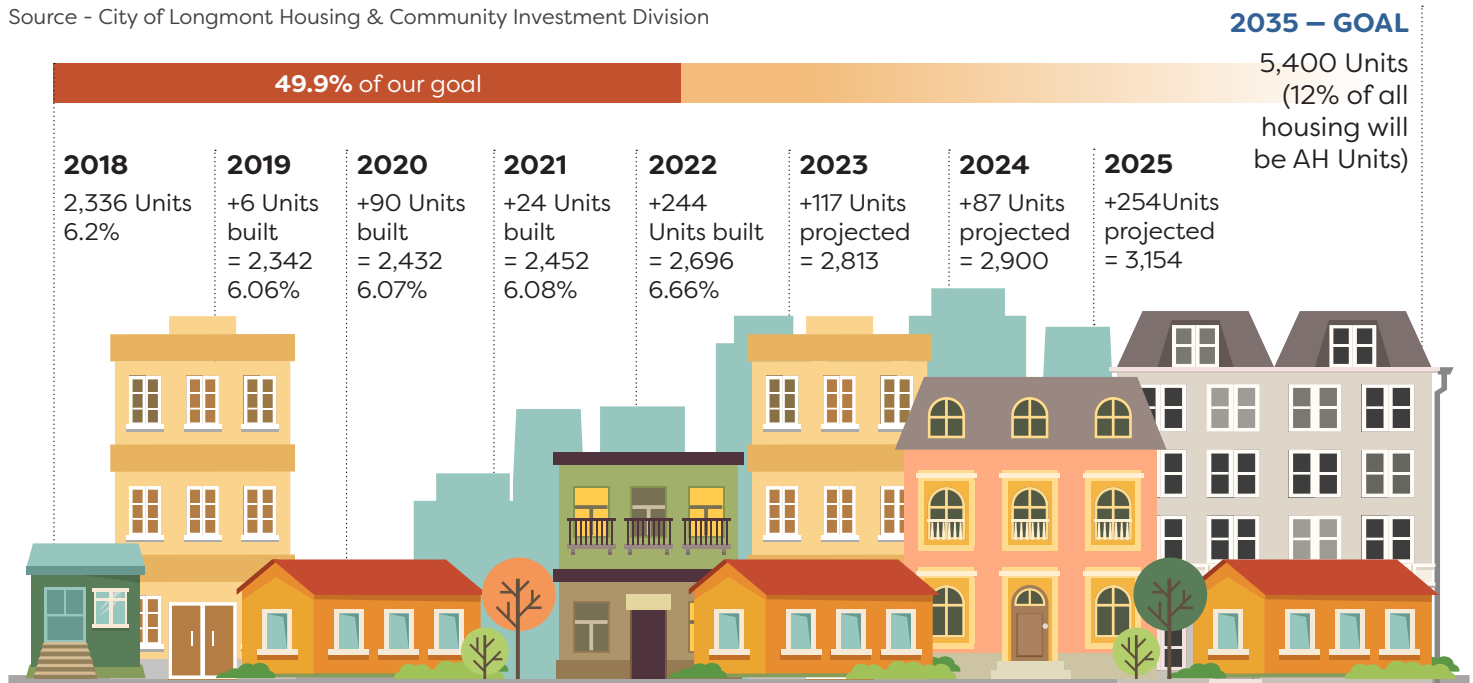 Source - City of Longmont Housing & Community Investment Division
2035 – GOAL
5,400 Units
(12% of all
housing will
be AH Units)
49.9% of our goal
2018
2,336 Units
6.2%
2019
+6 Units
built
= 2,342
6.06%
2020
+90 Units
built
= 2,432
6.07%
2021
+24 Units
built
= 2,452
6.08%
2022
+244
Units built
= 2,696
6.66%
2023
+117 Units
projected
= 2,813
2024
+87 Units
projected
= 2,900
2025
+254Units
projected
= 3,154